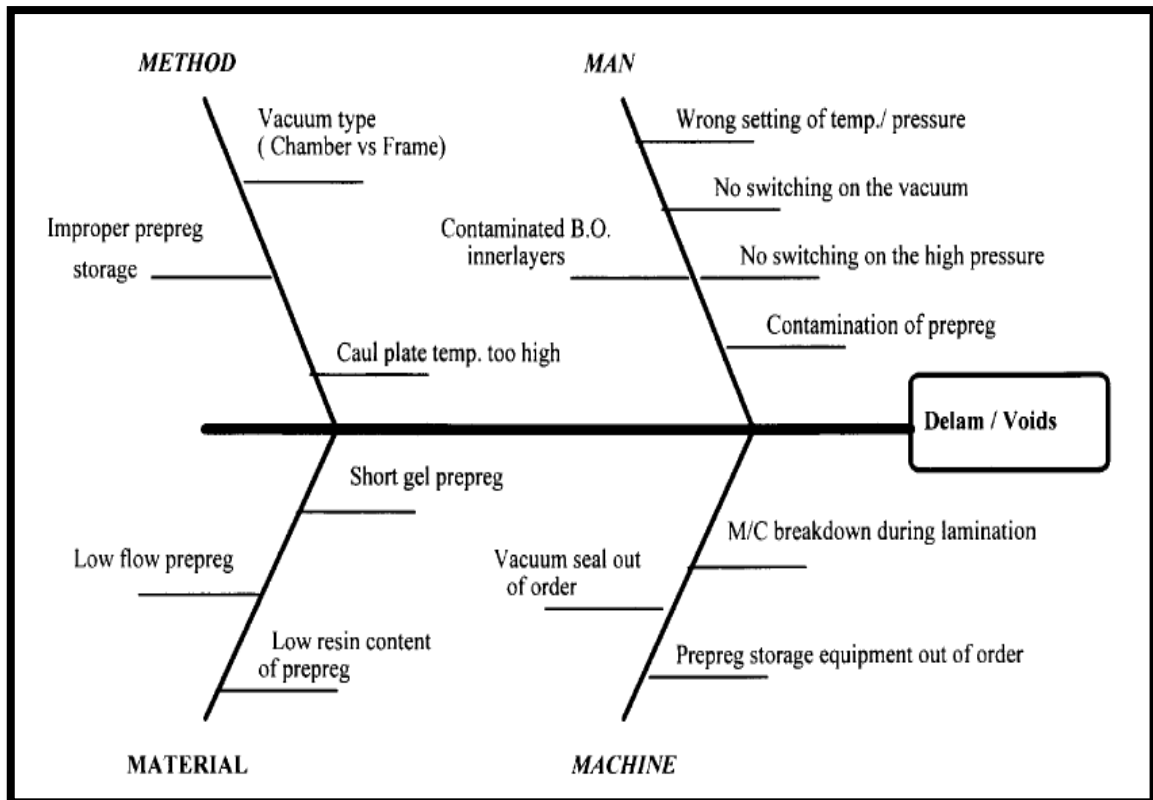 METHOD
MAN
Vacuum type
( Chamber vs Frame)
Improper prepreg
storage
Caul plate temp. too high
Wrong setting of temp./ pressure
No switching on the vacuum
Contaminated B.O.
innerlayers
No switching on the high pressure
Contamination of prepreg
Delam / Voids
Short gel prepreg
Low flow prepreg
Low resin content
of prepreg
M/C breakdown during lamination
Vacuum seal out
of order
Prepreg storage equipment out of order
MATERIAL
MACHINE